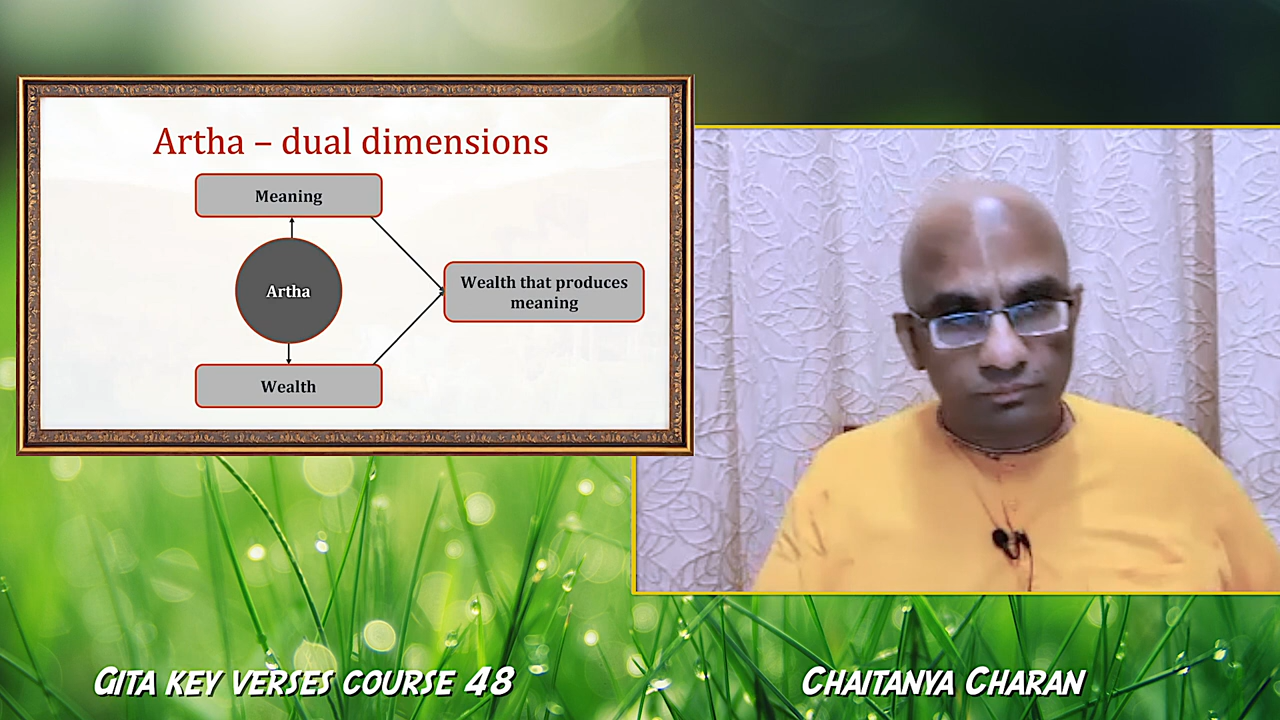 Artha – dual dimensions
Meaning
Artha
Wealth that produces
meaning
Wealth
Gita key verses course 48
Chaitanya Charan